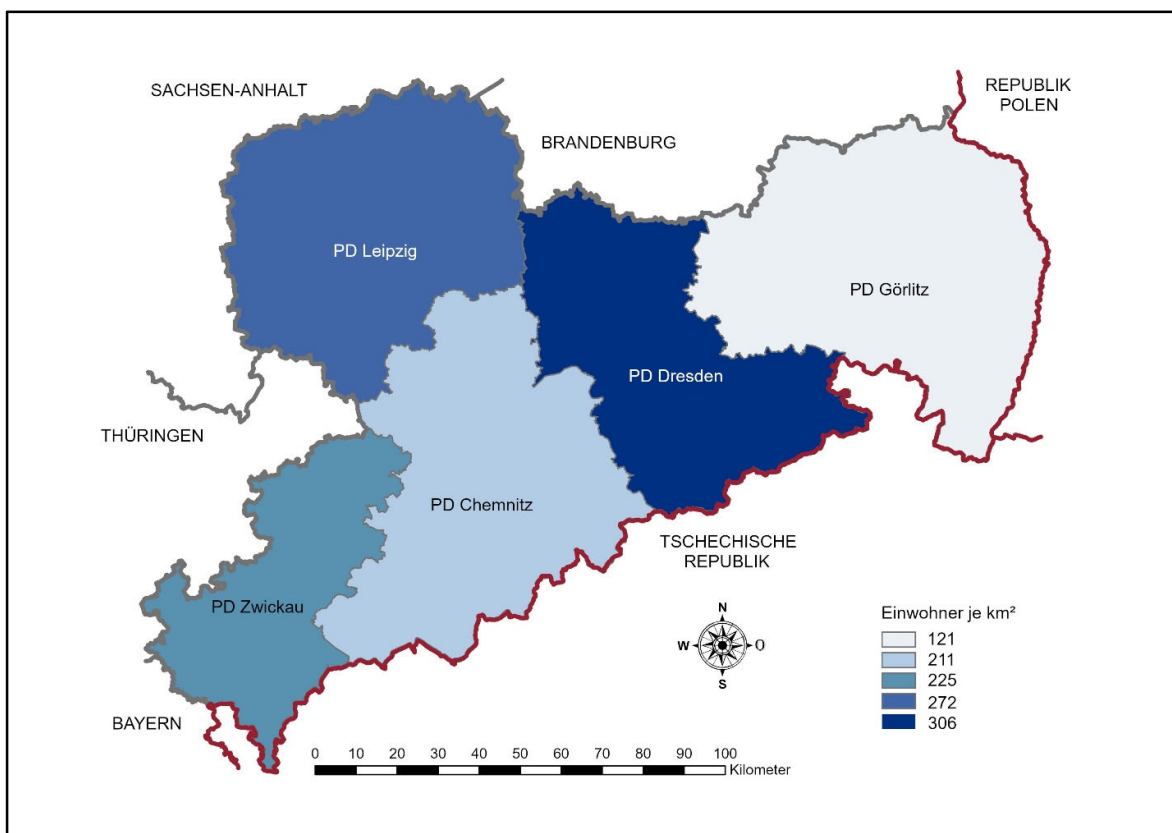 SACHSEN-ANHALT
REPUBLIK
POLEN
BRANDENBURG
PD Leipzig
PD Görlitz
PD Dresden
THÜRINGEN
PD Chemnitz
TSCHECHISCHE
REPUBLIK
PD Zwickau
BAYERN
N
W
O
S
Einwohner je km²
121
211
225
272
306
0 10 20 30 40 50 60 70 80 90 100
Kilometer